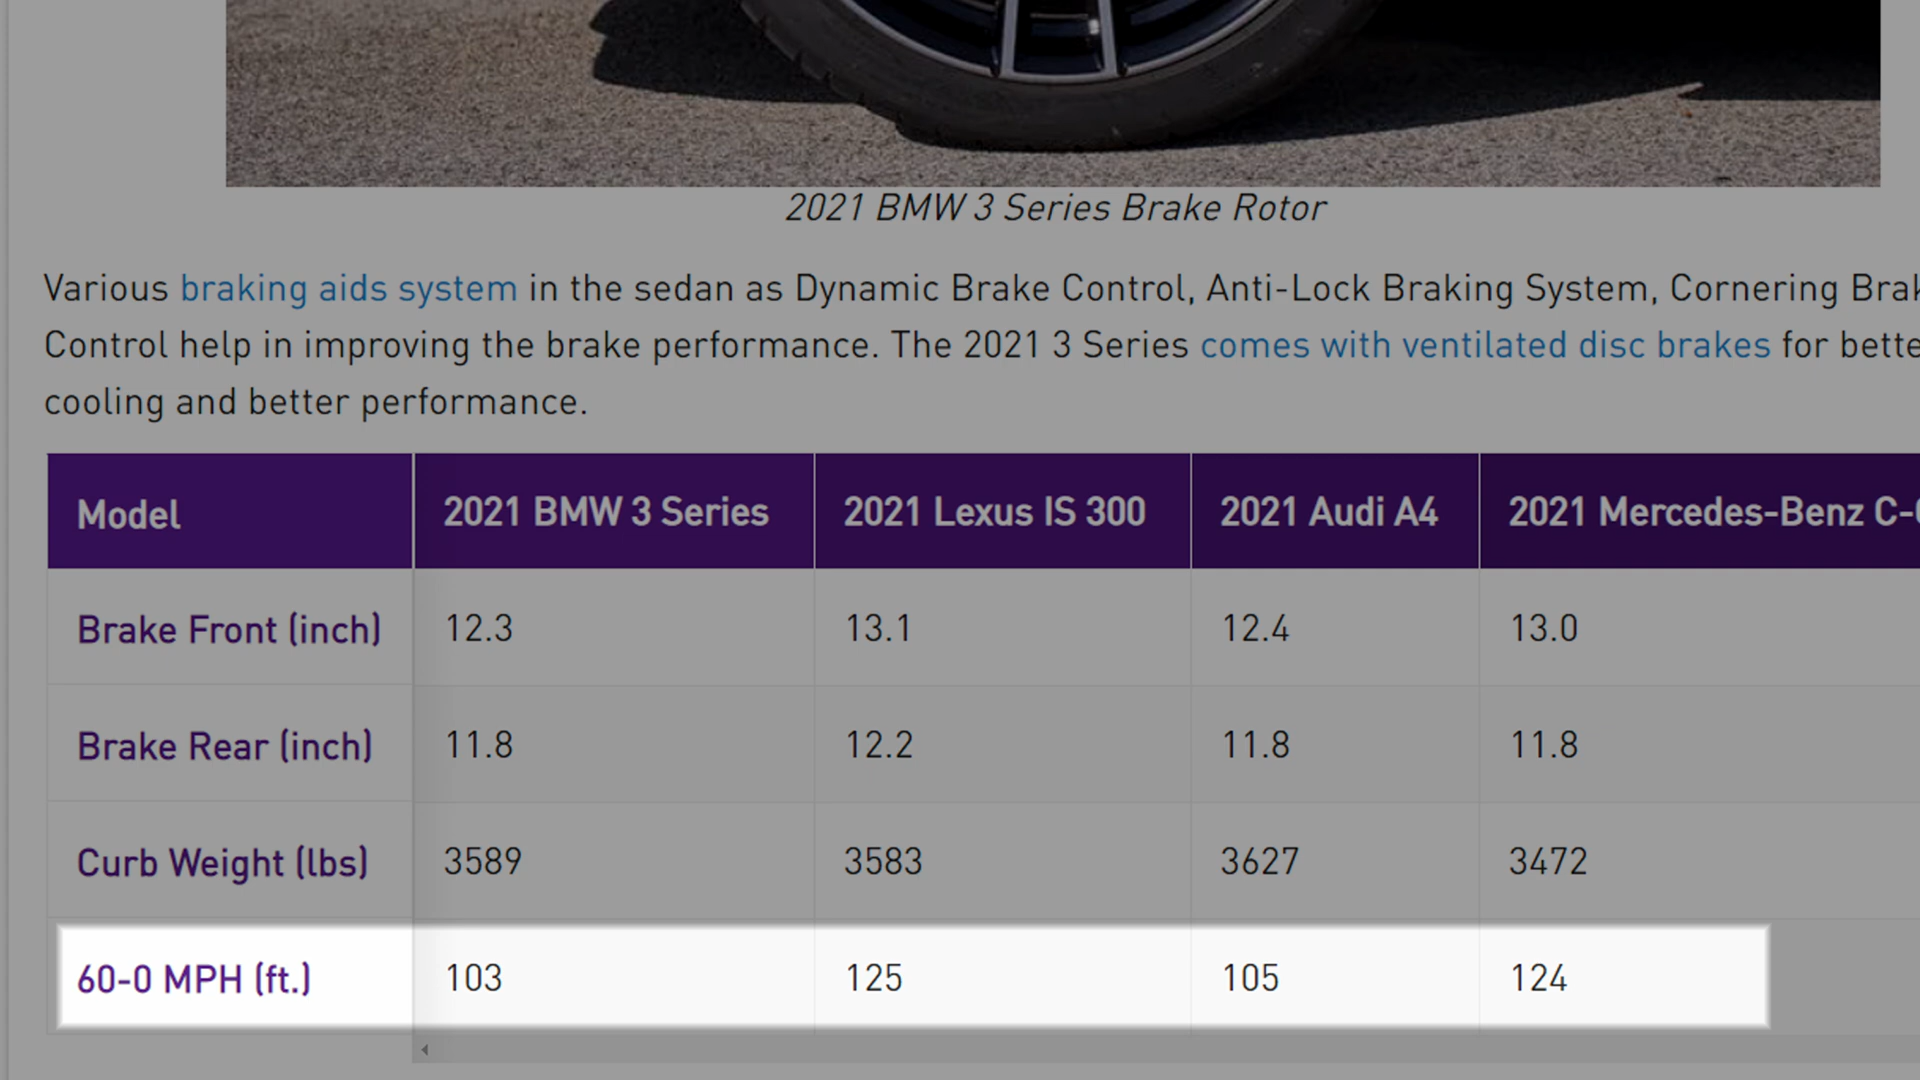 2021 BMW 3 Series Brake Rotor
Various braking aids system in the sedan as Dynamic Brake Control, Anti-Lock Braking System, Cornering
Control help in improving the brake performance. The 2021 3 Series comes with ventilated disc brakes for
cooling and better performance.
Model 2021 BMW 3 Series 2021 Lexus IS 300 2021 Audi A4 2021 Mercedes-Benz
Brake Front (inch) 12.3 13.1 12.4 13.0
Brake Rear (inch) 11.8 12.2 11.8 11.8
Curb Weight (lbs) 3589 3583 3627 3472
60-0 MPH (ft.) 103 125 105 124